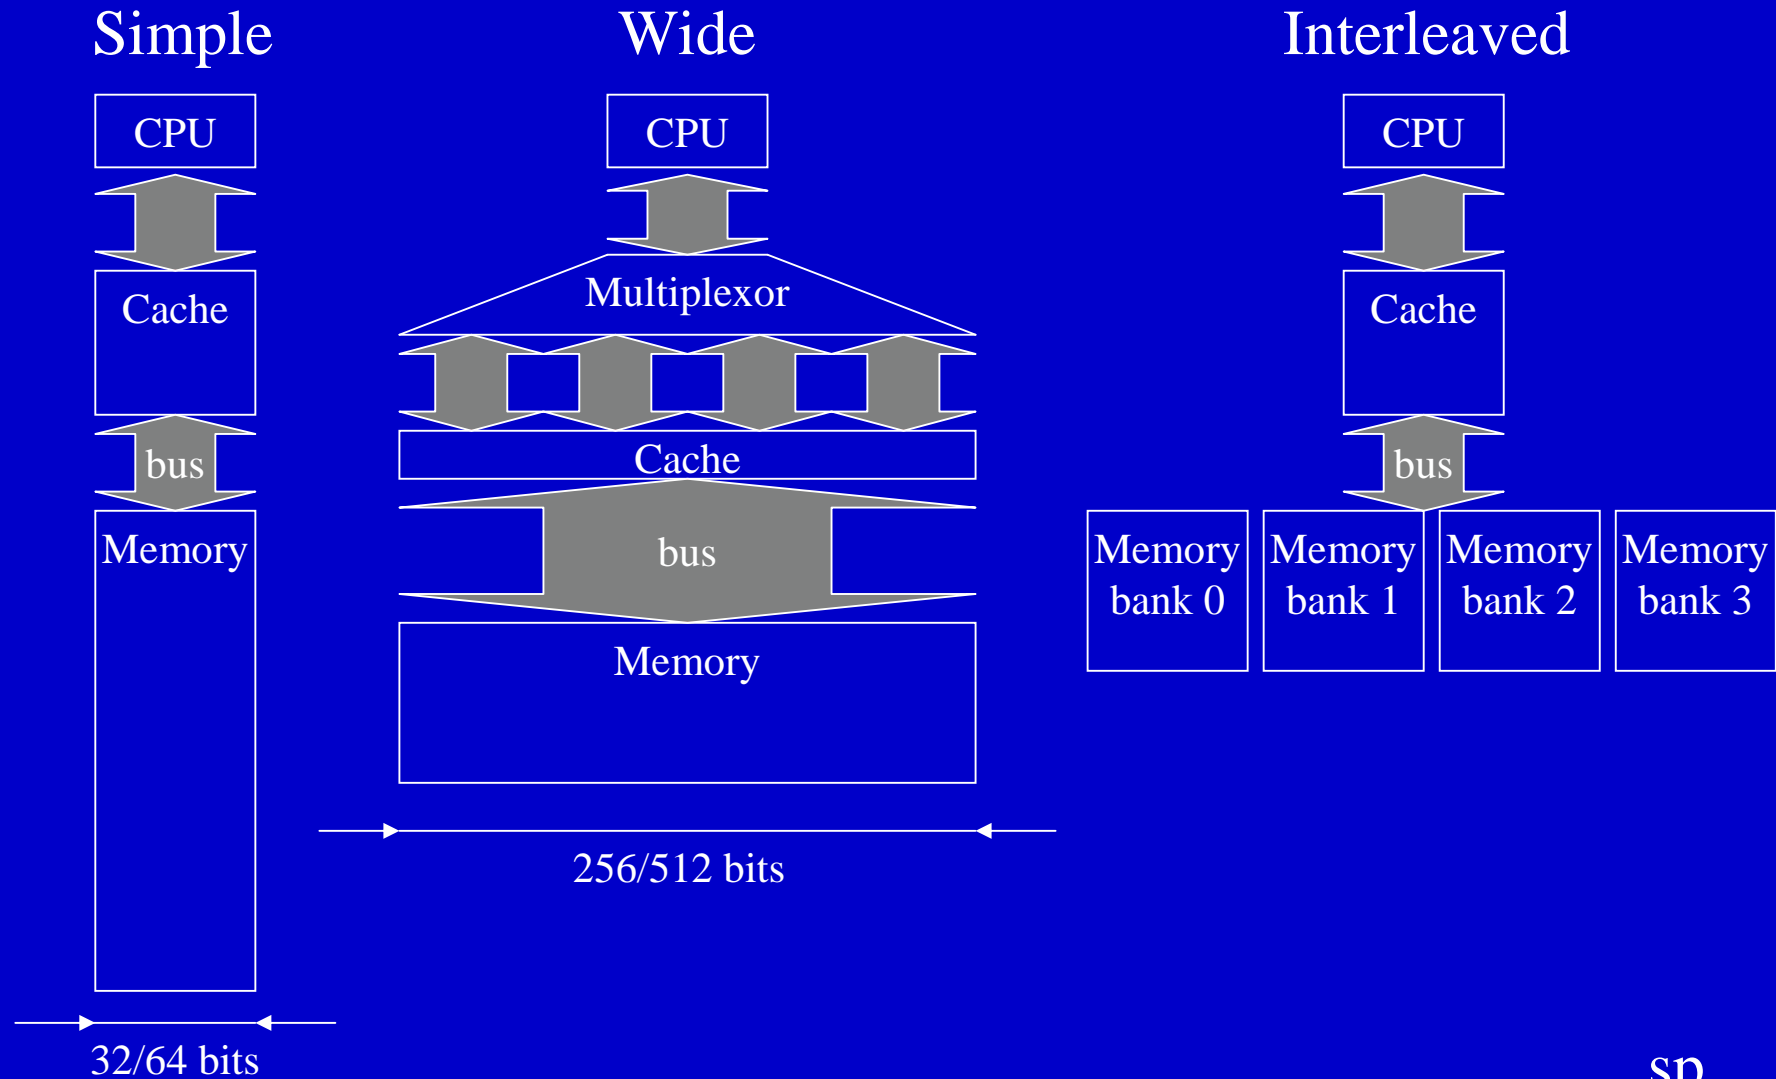 Simple
Wide
Interleaved
CPU
CPU
CPU
Multiplexor
Cache
Cache
Cache
bus
bus
bus
Memory
Memory
Memory
bank 0
Memory
bank 1
Memory
bank 2
Memory
bank 3
256/512 bits
32/64 bits
sp